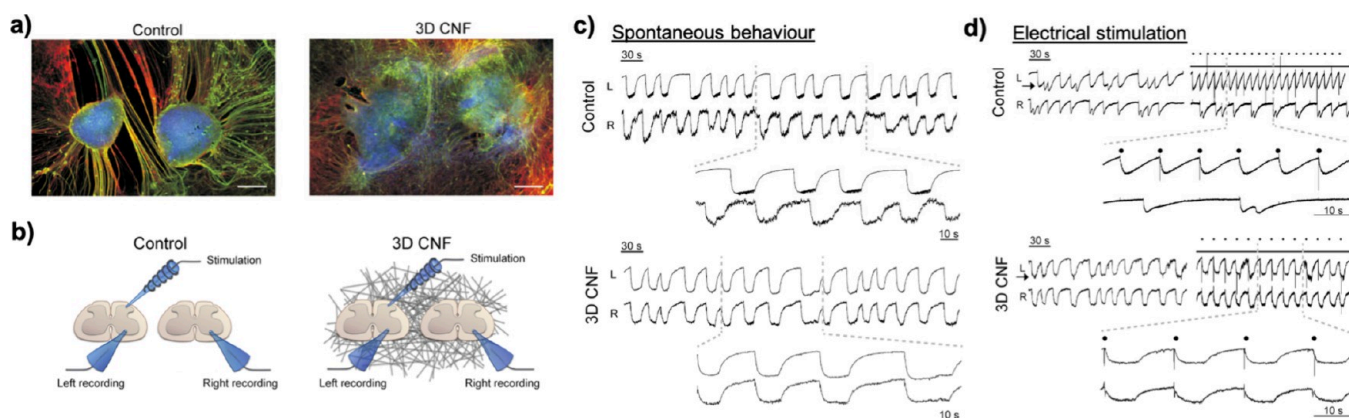 a)
Control
3D CNF
b)
Control
3D CNF
Stimulation
Stimulation
Left recording
Right recording
Left recording
Right recording
c)
Spontaneous behaviour
30 s
Control
L
R
10 s
30 s
3D CNF
L
R
10 s
d)
Electrical stimulation
30 s
Control
L
R
10 s
30 s
3D CNF
L
R
10 s